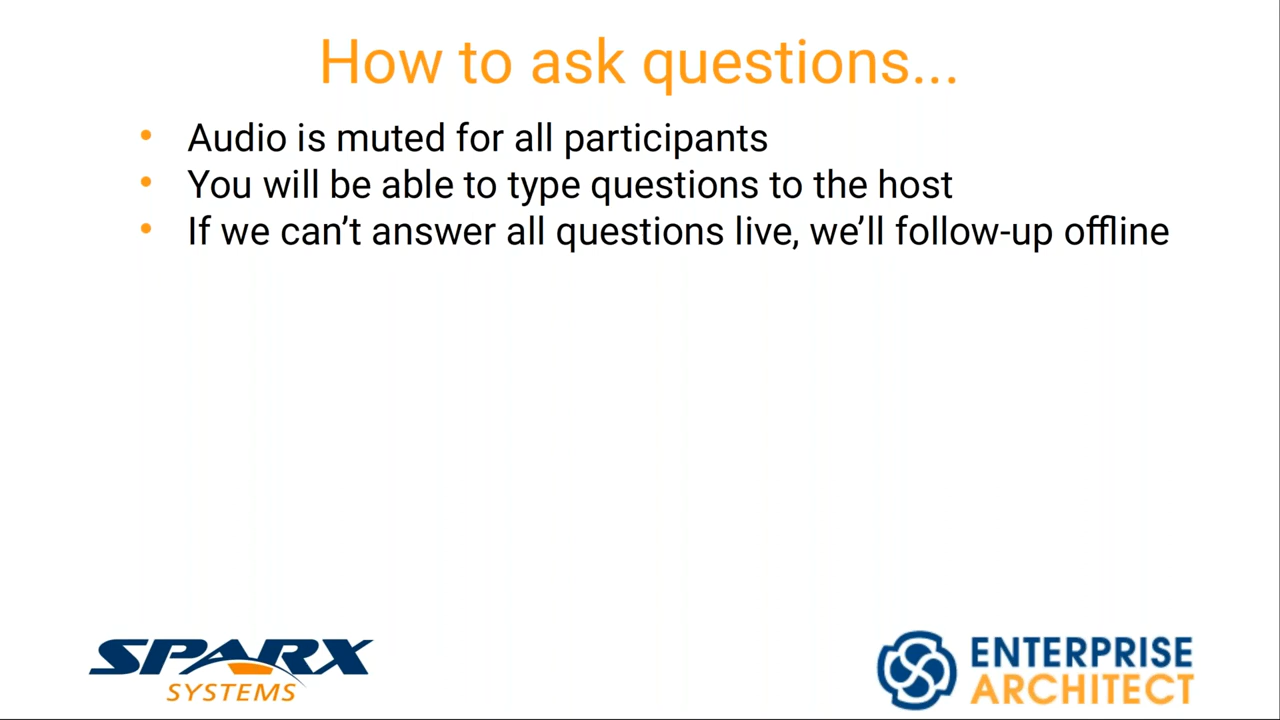 How to ask questions...
• Audio is muted for all participants
• You will be able to type questions to the host
• If we can’t answer all questions live, we’ll follow-up offline
SPARX
SYSTEMS
ENTERPRISE
ARCHITECT